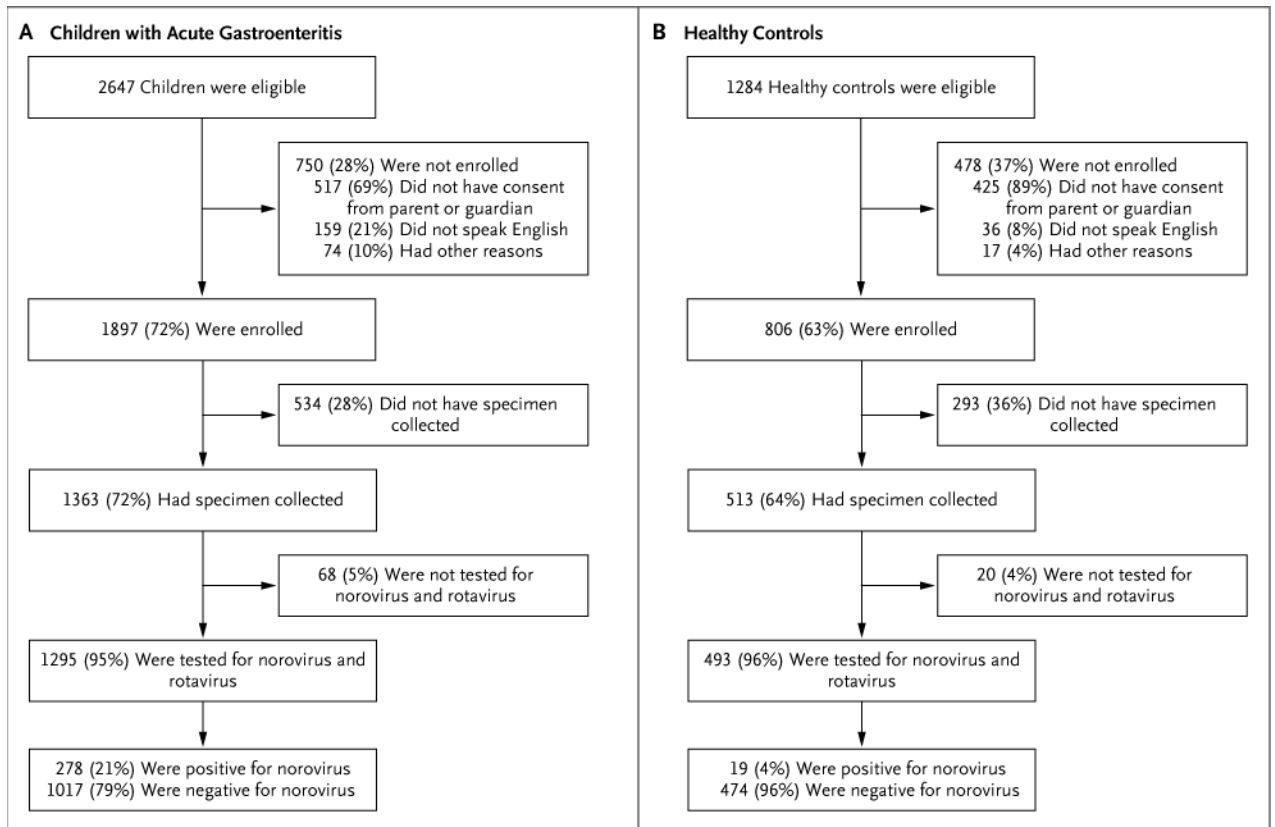 A Children with Acute Gastroenteritis
2647 Children were eligible
750 (28%) Were not enrolled
517 (69%) Did not have consent
from parent or guardian
159 (21%) Did not speak English
74 (10%) Had other reasons
1897 (72%) Were enrolled
534 (28%) Did not have specimen
collected
1363 (72%) Had specimen collected
68 (5%) Were not tested for
norovirus and rotavirus
1295 (95%) Were tested for norovirus and
rotavirus
278 (21%) Were positive for norovirus
1017 (79%) Were negative for norovirus
B Healthy Controls
1284 Healthy controls were eligible
478 (37%) Were not enrolled
425 (89%) Did not have consent
from parent or guardian
36 (8%) Did not speak English
17 (4%) Had other reasons
806 (63%) Were enrolled
293 (36%) Did not have specimen
collected
513 (64%) Had specimen collected
20 (4%) Were not tested for
norovirus and rotavirus
493 (96%) Were tested for norovirus and
rotavirus
19 (4%) Were positive for norovirus
474 (96%) Were negative for norovirus